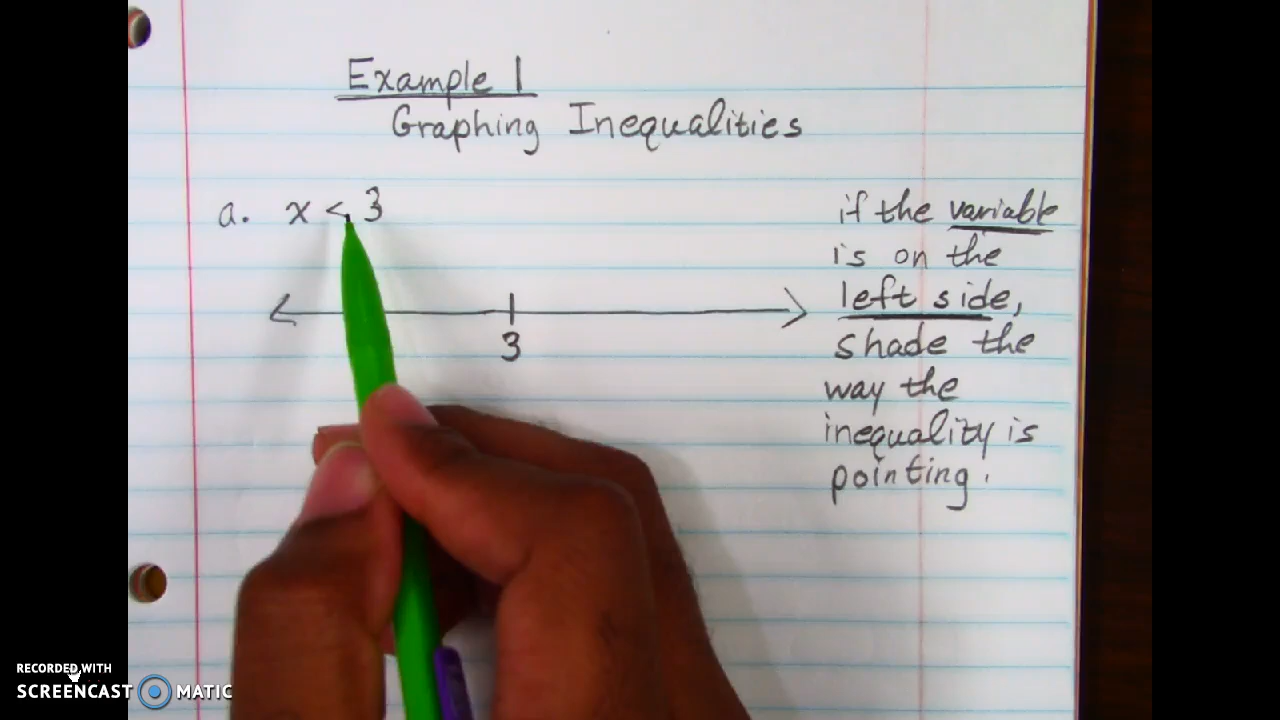 Example 1
Graphing Inequalities
a. x < 3
3
if the variable
is on the
left side,
shade the
way the
inequality is
pointing.
RECORDED WITH
SCREENCAST MATIC